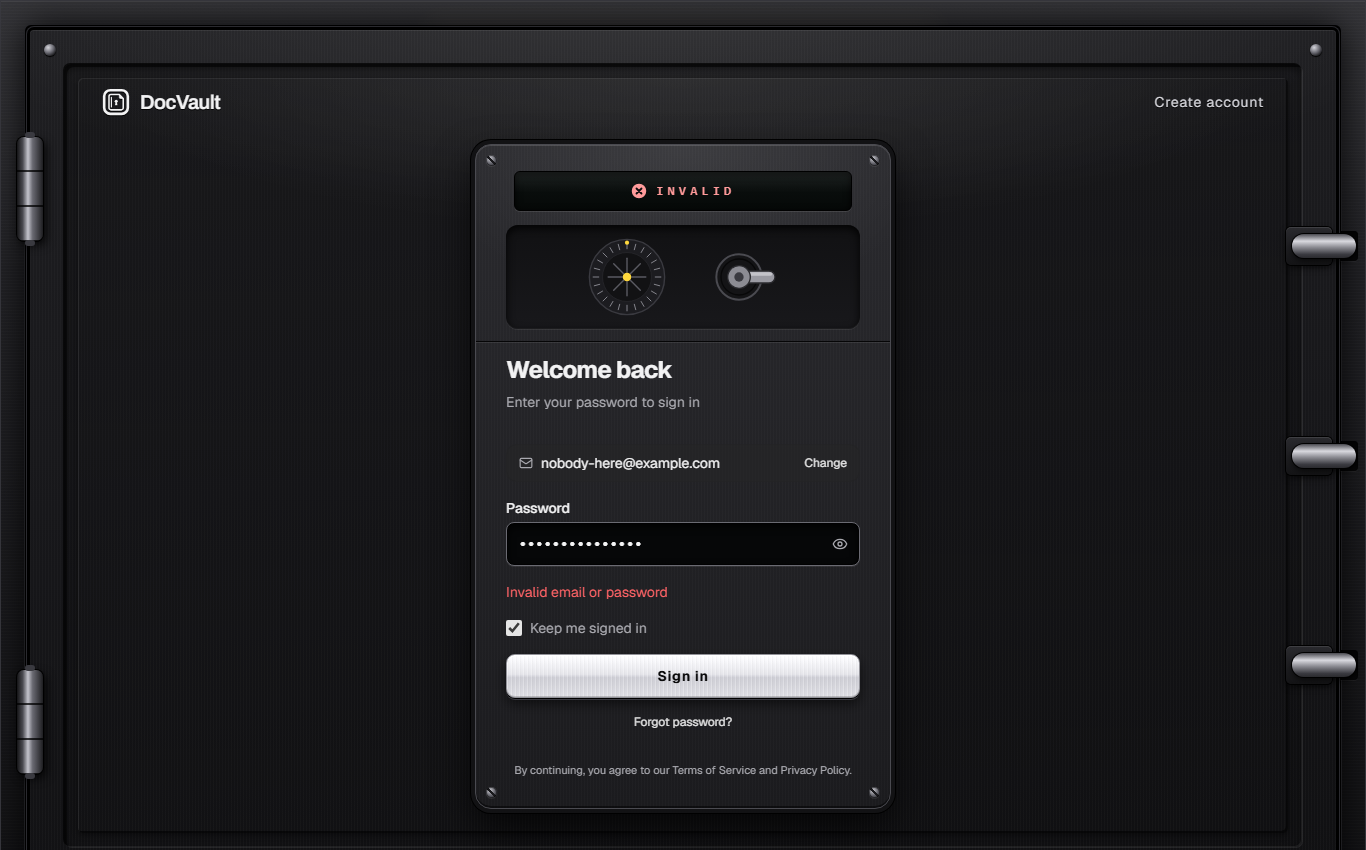 DocVault
Create account
INVALID
Welcome back
Enter your password to sign in
nobody-here@example.com
Change
Password
•••••••••••••••
Invalid email or password
Keep me signed in
Sign in
Forgot password?
By continuing, you agree to our Terms of Service and Privacy Policy.